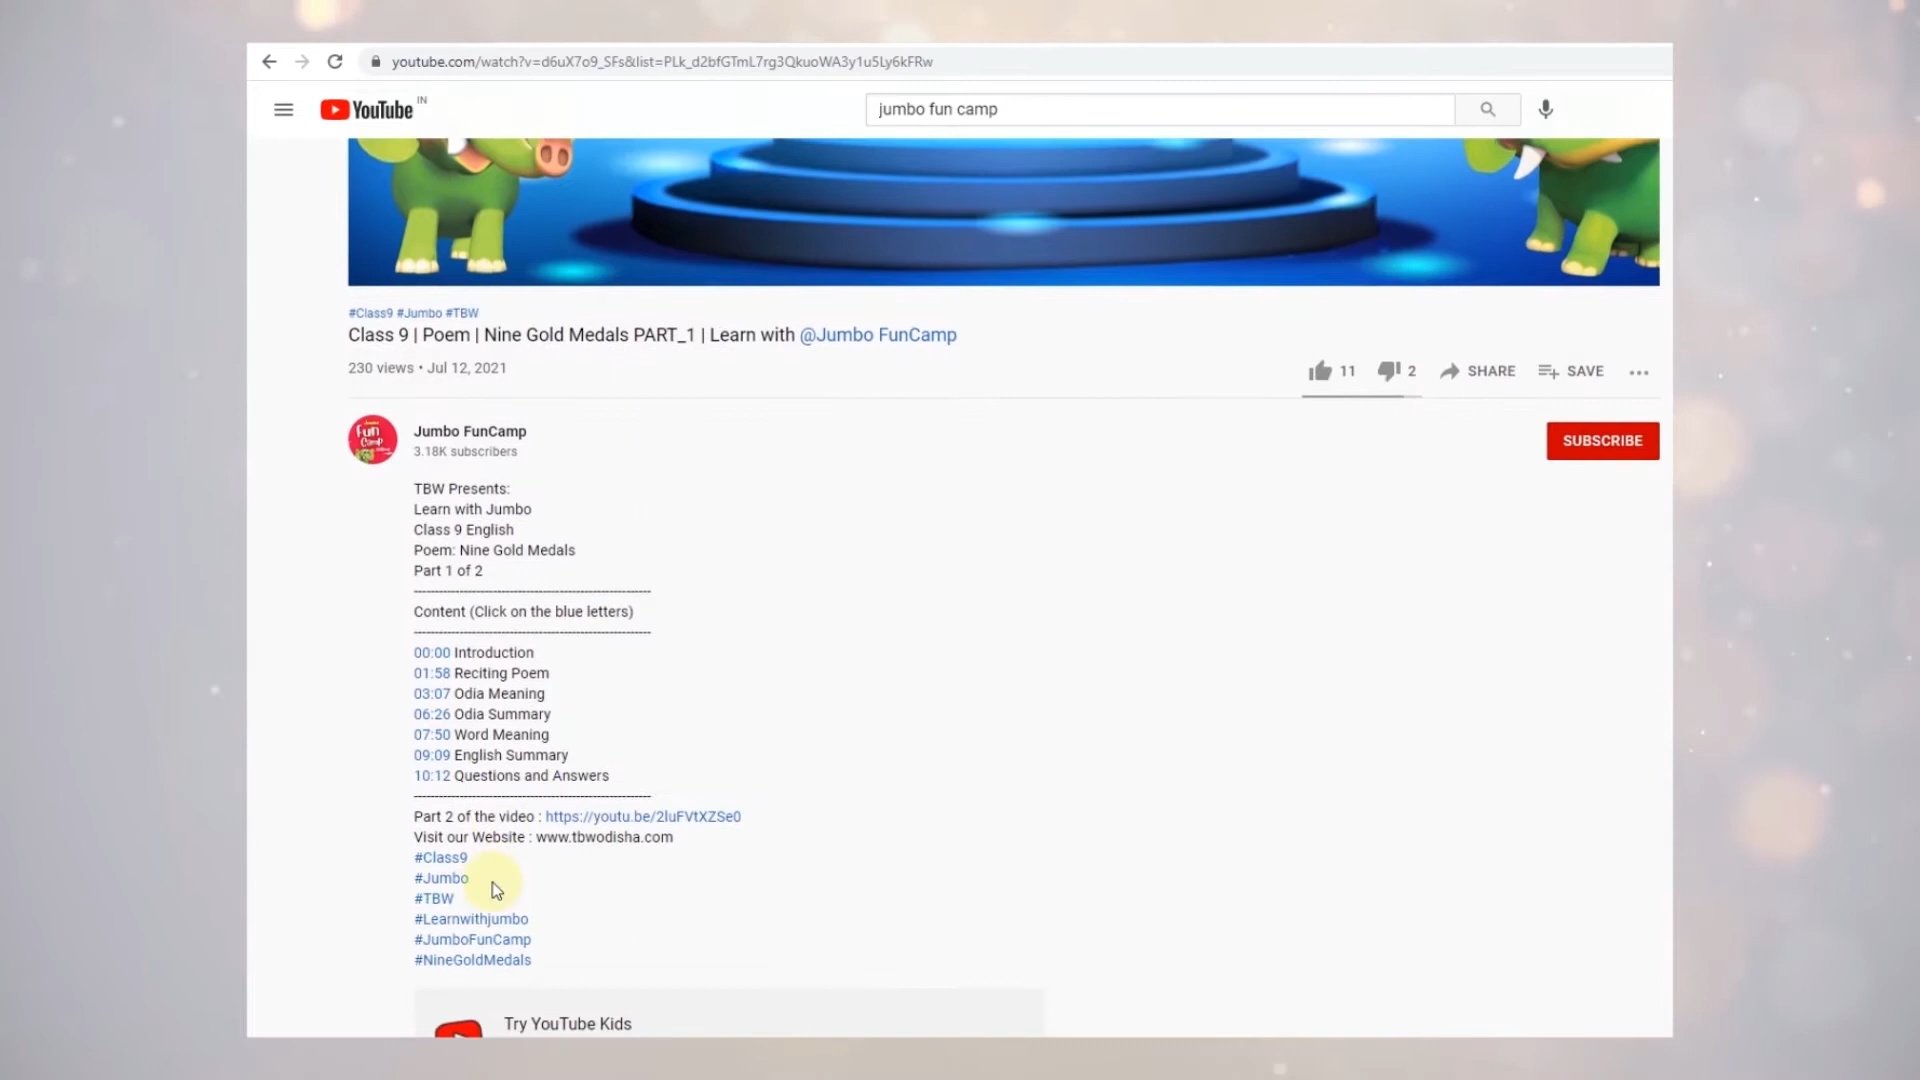 youtube.com/watch?v=d6uX7o9_SFs&list=PLk_d2bfGTmL7rg3QkuoWA3y1u5Ly6kFRw
YouTube IN
jumbo fun camp
#Class9 #Jumbo #TBW
Class 9 | Poem | Nine Gold Medals PART_1 | Learn with @Jumbo FunCamp
230 views • Jul 12, 2021
11 2 SHARE SAVE
Fun Camp
Jumbo FunCamp
3.18K subscribers
SUBSCRIBE
TBW Presents:
Learn with Jumbo
Class 9 English
Poem: Nine Gold Medals
Part 1 of 2
----------------------------------------------------------
Content (Click on the blue letters)
----------------------------------------------------------
00:00 Introduction
01:58 Reciting Poem
03:07 Odia Meaning
06:26 Odia Summary
07:50 Word Meaning
09:09 English Summary
10:12 Questions and Answers
----------------------------------------------------------
Part 2 of the video : https://youtu.be/2luFVtXZSe0
Visit our Website : www.tbwodisha.com
#Class9
#Jumbo
#TBW
#Learnwithjumbo
#JumboFunCamp
#NineGoldMedals
Try YouTube Kids